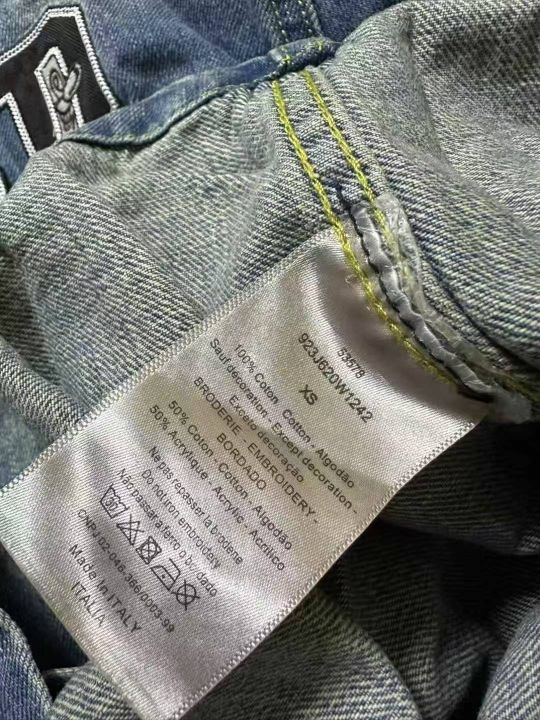 53578
923J620W1242
XS
100% Coton - Cotton - Algodão
Sauf decoration - Except decoration -
Exceto decoração
BRODERIE - EMBROIDERY -
BORDADO
50% Coton - Cotton - Algodão
50% Acrylique - Acrylic - Acrilico
Ne pas repasser la broderie
Do not iron embroidery
Não passar a ferro o bordado
CNPJ 02-046.366/0003-99
Made in ITALY
ITALIA